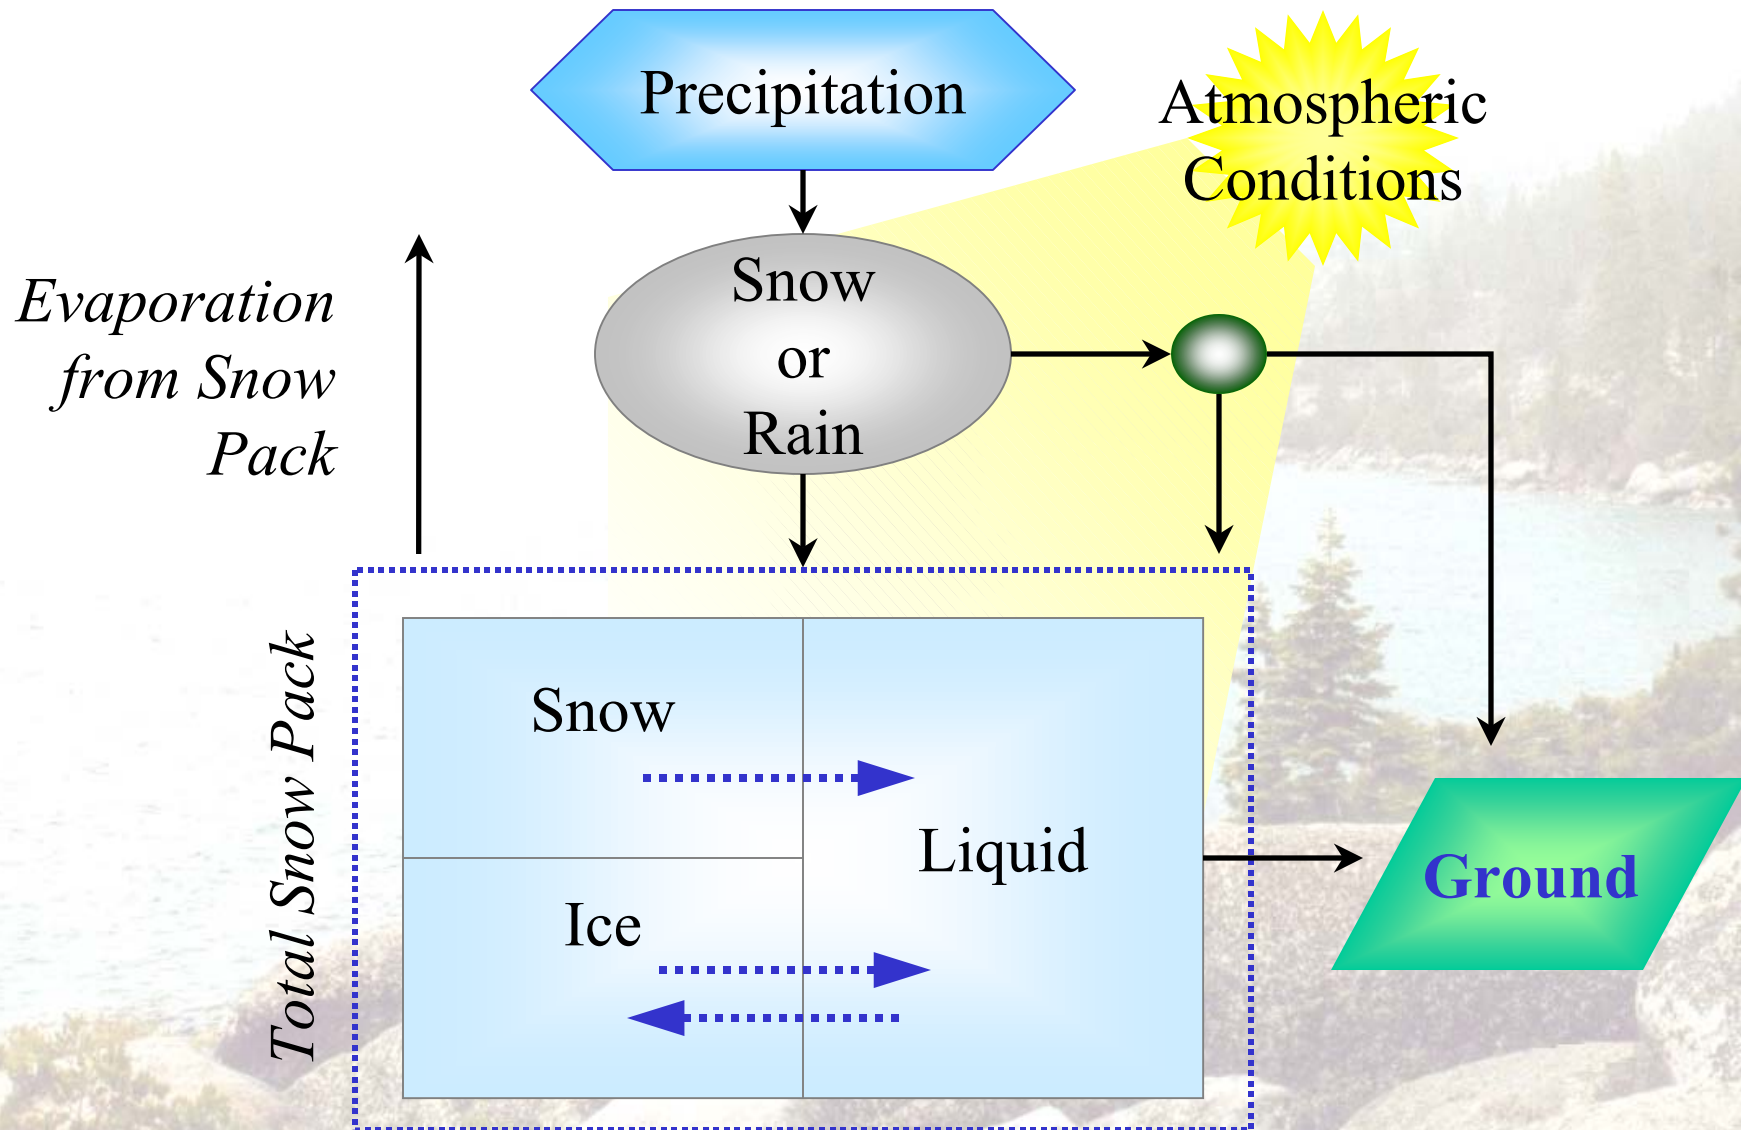 Precipitation
Atmospheric
Conditions
Snow
or
Rain
Evaporation
from Snow
Pack
Total Snow Pack
Snow
Liquid
Ice
Ground